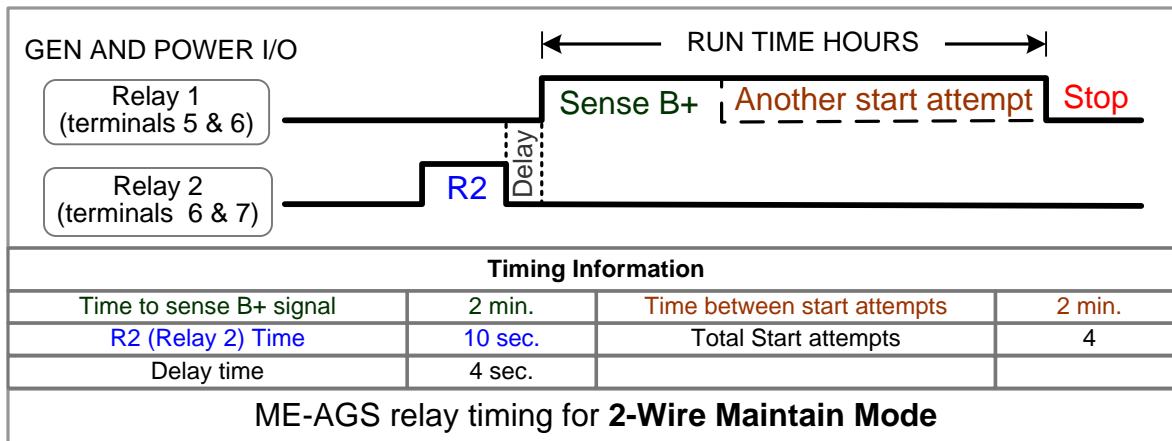 GEN AND POWER I/O
RUN TIME HOURS
Relay 1
(terminals 5 & 6)
Sense B+
Another start attempt
Stop
Delay
Relay 2
(terminals 6 & 7)
R2
Timing Information
Time to sense B+ signal 2 min. Time between start attempts 2 min.
R2 (Relay 2) Time 10 sec. Total Start attempts 4
Delay time 4 sec.
ME-AGS relay timing for 2-Wire Maintain Mode